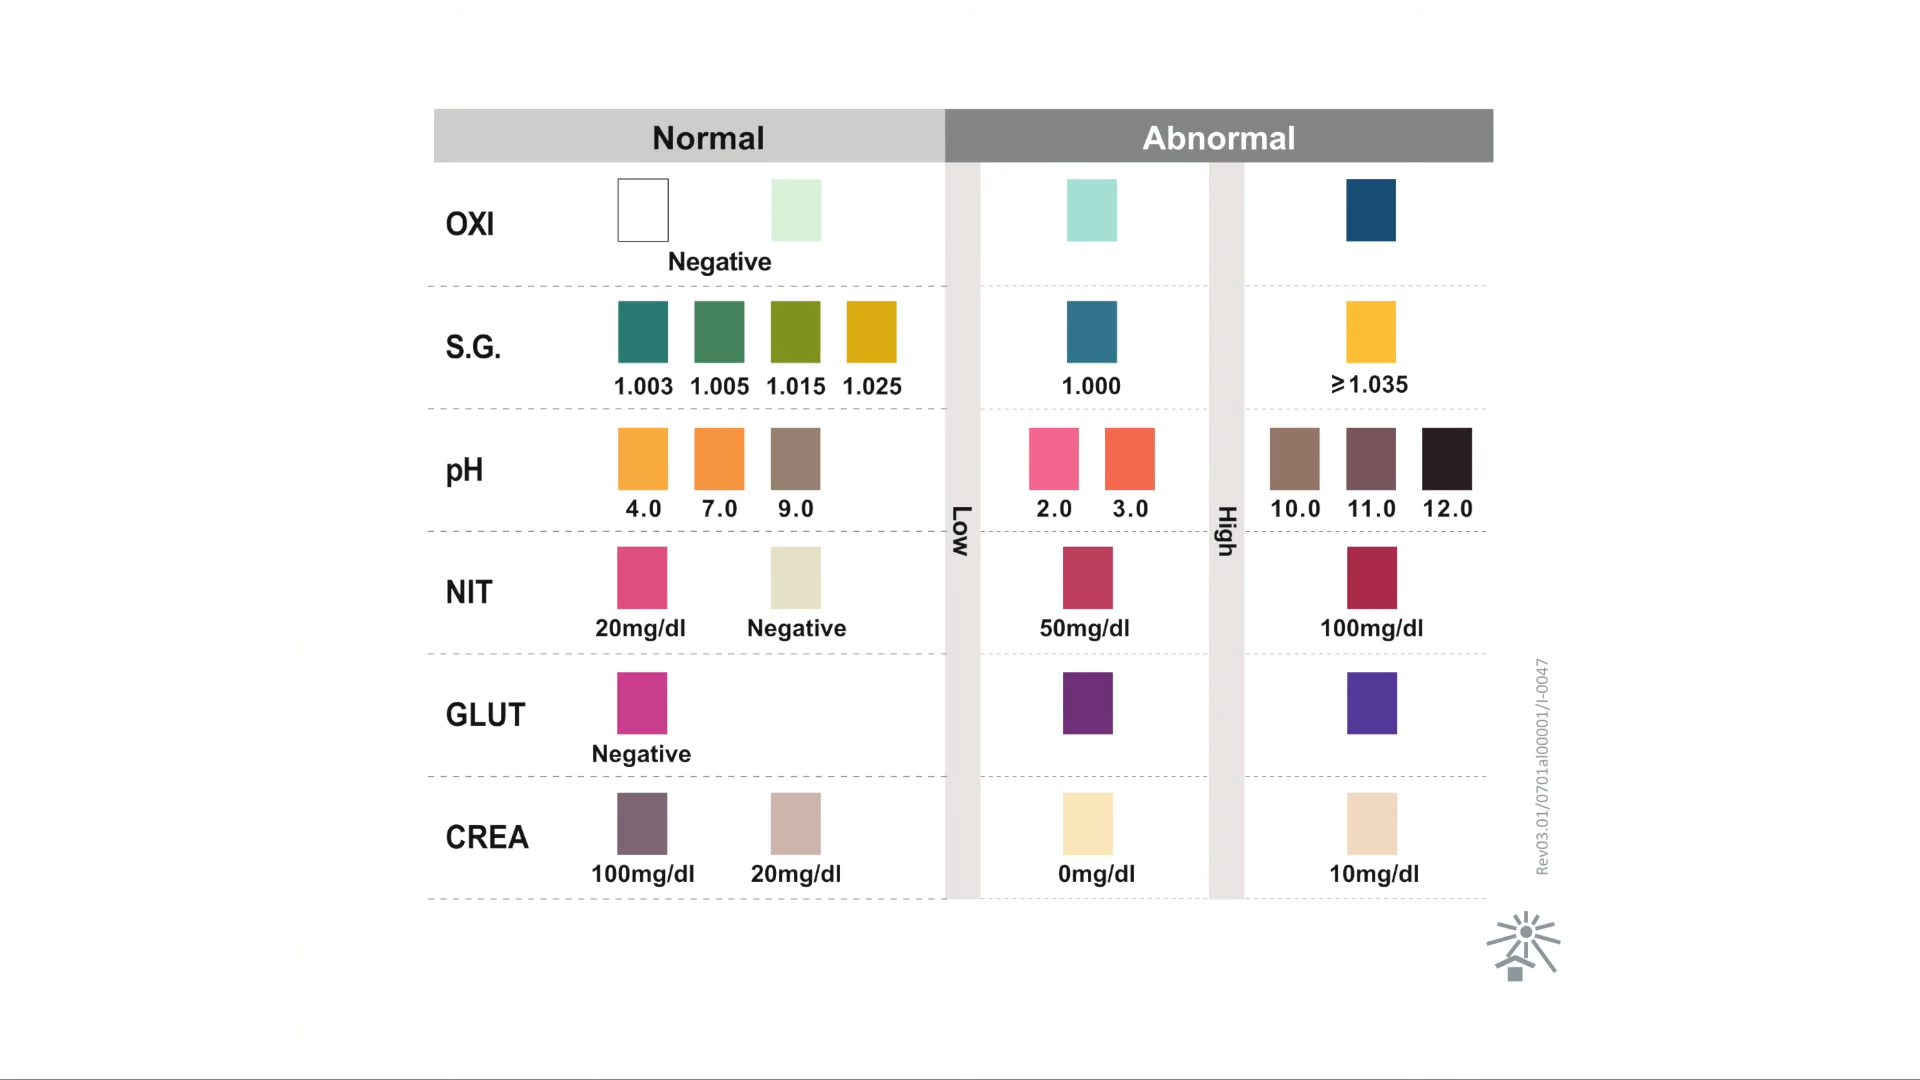 Normal Abnormal
OXI
Negative
S.G.
1.003 1.005 1.015 1.025 1.000 ⩾1.035
pH
4.0 7.0 9.0 2.0 3.0 10.0 11.0 12.0
Low High
NIT
20mg/dl Negative 50mg/dl 100mg/dl
GLUT
Negative
CREA
100mg/dl 20mg/dl 0mg/dl 10mg/dl
Rev03.01/0701al00001/I-0047